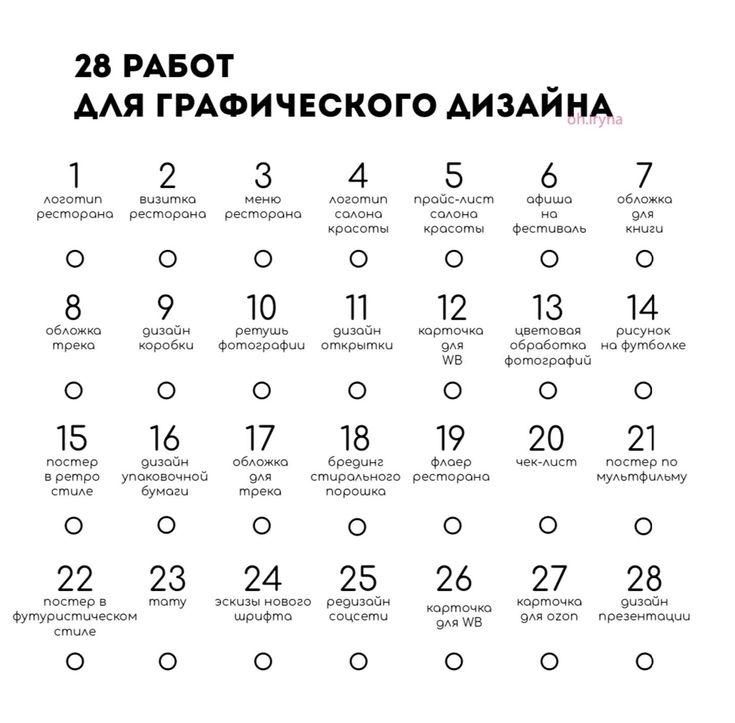 28 РАБОТ
ДЛЯ ГРАФИЧЕСКОГО ДИЗАЙНА
oh.iryna
1 2 3 4 5 6 7
логотип визитка меню логотип прайс-лист афиша обложка
ресторана ресторана ресторана салона салона на для
красоты красоты фестиваль книги
8 9 10 11 12 13 14
обложка дизайн ретушь дизайн карточка цветовая рисунок
трека коробки фотографии открытки для обработка на футболке
WB фотографий
15 16 17 18 19 20 21
постер дизайн обложка брединг флаер чек-лист постер по
в ретро упаковочной для стирального ресторана мультфильму
стиле бумаги трека порошка
22 23 24 25 26 27 28
постер в тату эскизы нового редизайн карточка карточка дизайн
футуристическом шрифта соцсети для WB для ozon презентации
стиле